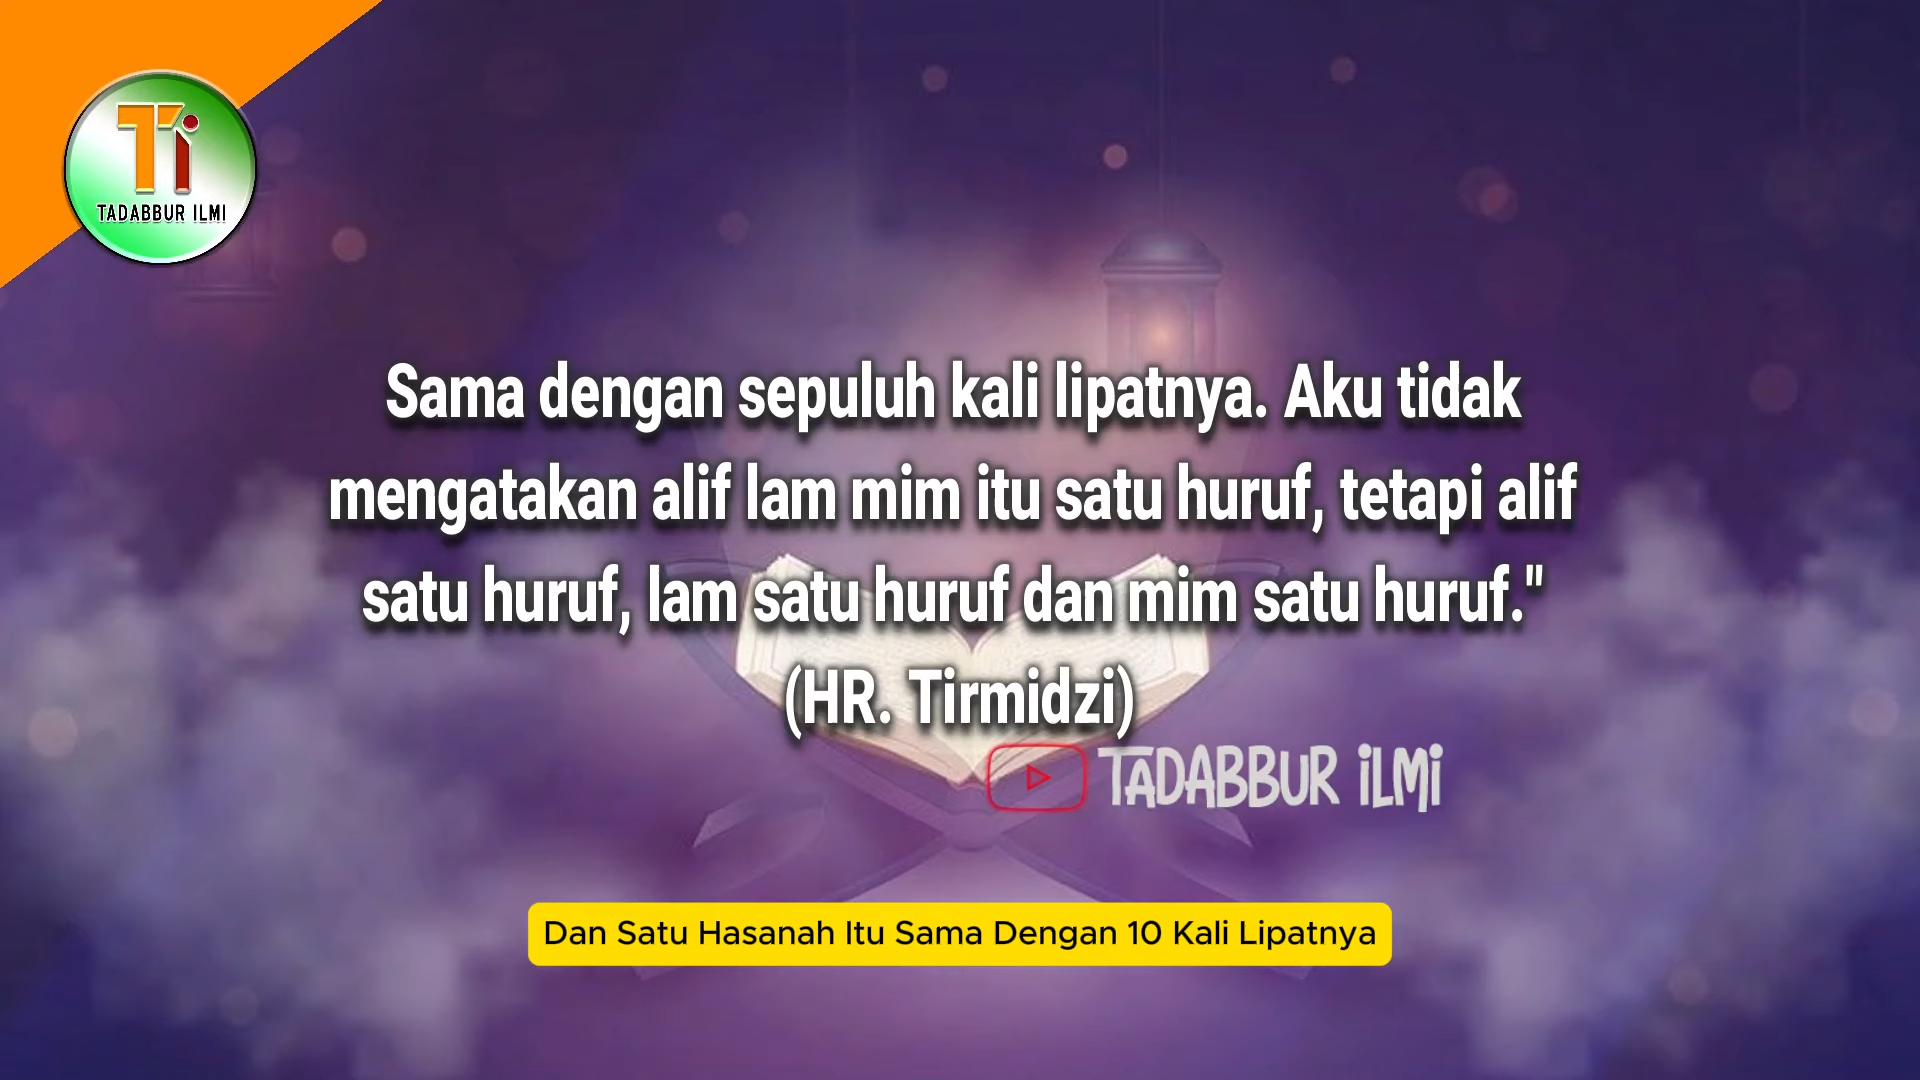 Ti
TADABBUR ILMI
Sama dengan sepuluh kali lipatnya. Aku tidak
mengatakan alif lam mim itu satu huruf, tetapi alif
satu huruf, lam satu huruf dan mim satu huruf."
(HR. Tirmidzi)
TADABBUR iLMi
Dan Satu Hasanah Itu Sama Dengan 10 Kali Lipatnya